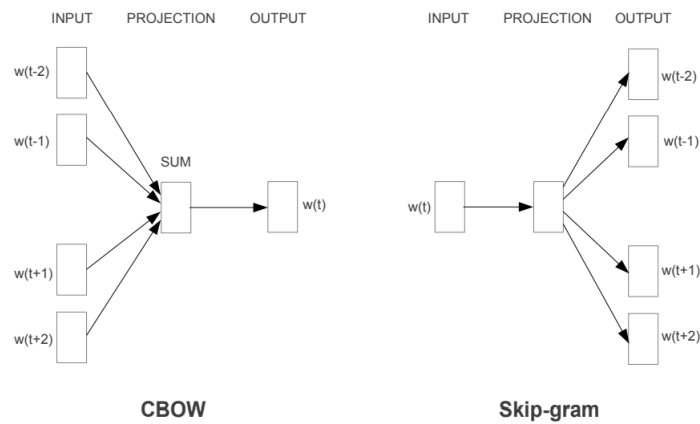 INPUT PROJECTION OUTPUT
w(t-2)
w(t-1)
SUM
w(t)
w(t+1)
w(t+2)
CBOW
INPUT PROJECTION OUTPUT
w(t)
w(t-2)
w(t-1)
w(t+1)
w(t+2)
Skip-gram